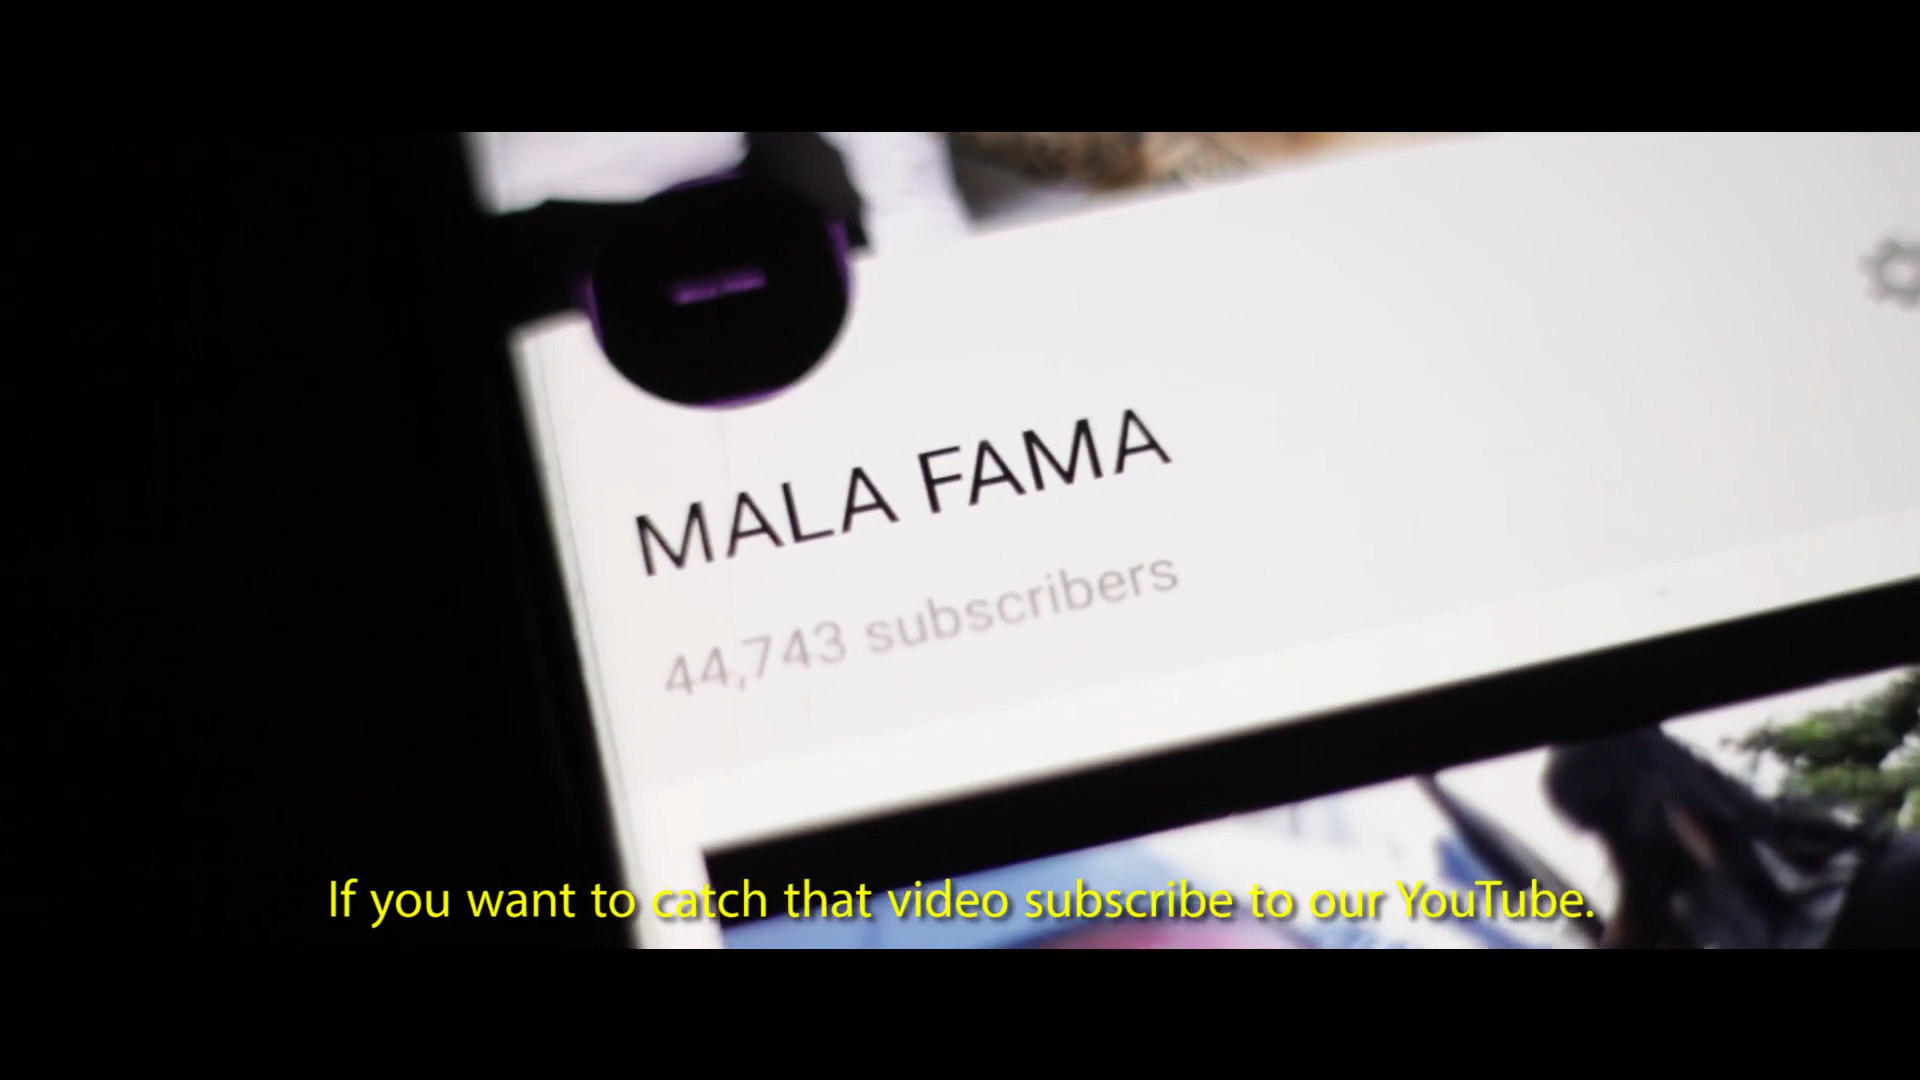 MALA FAMA
44,743 subscribers
If you want to catch that video subscribe to our YouTube.